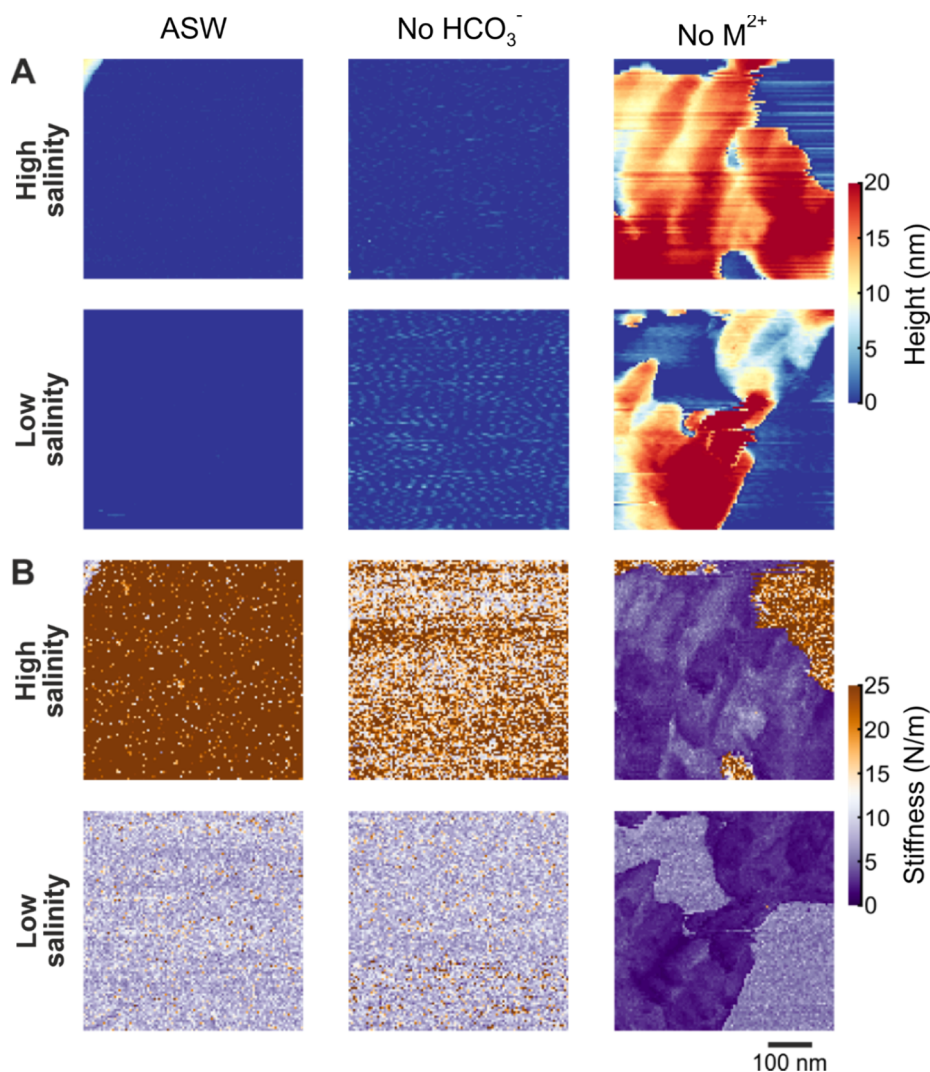 ASW No HCO₃⁻ No M²⁺
A
High salinity
20
15
10
5
0
Height (nm)
Low salinity
B
High salinity
25
20
15
10
5
0
Stiffness (N/m)
Low salinity
100 nm